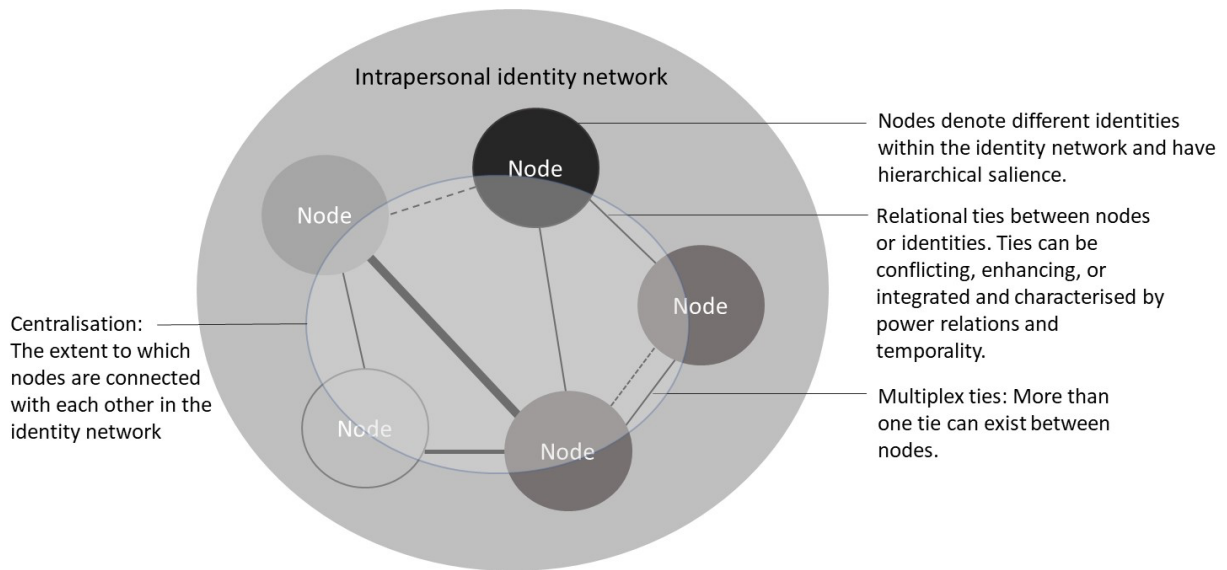 Intrapersonal identity network
Node
Node
Node
Node
Node
Nodes denote different identities
within the identity network and have
hierarchical salience.
Relational ties between nodes
or identities. Ties can be
conflicting, enhancing, or
integrated and characterised by
power relations and
temporality.
Multiplex ties: More than
one tie can exist between
nodes.
Centralisation:
The extent to which
nodes are connected
with each other in the
identity network